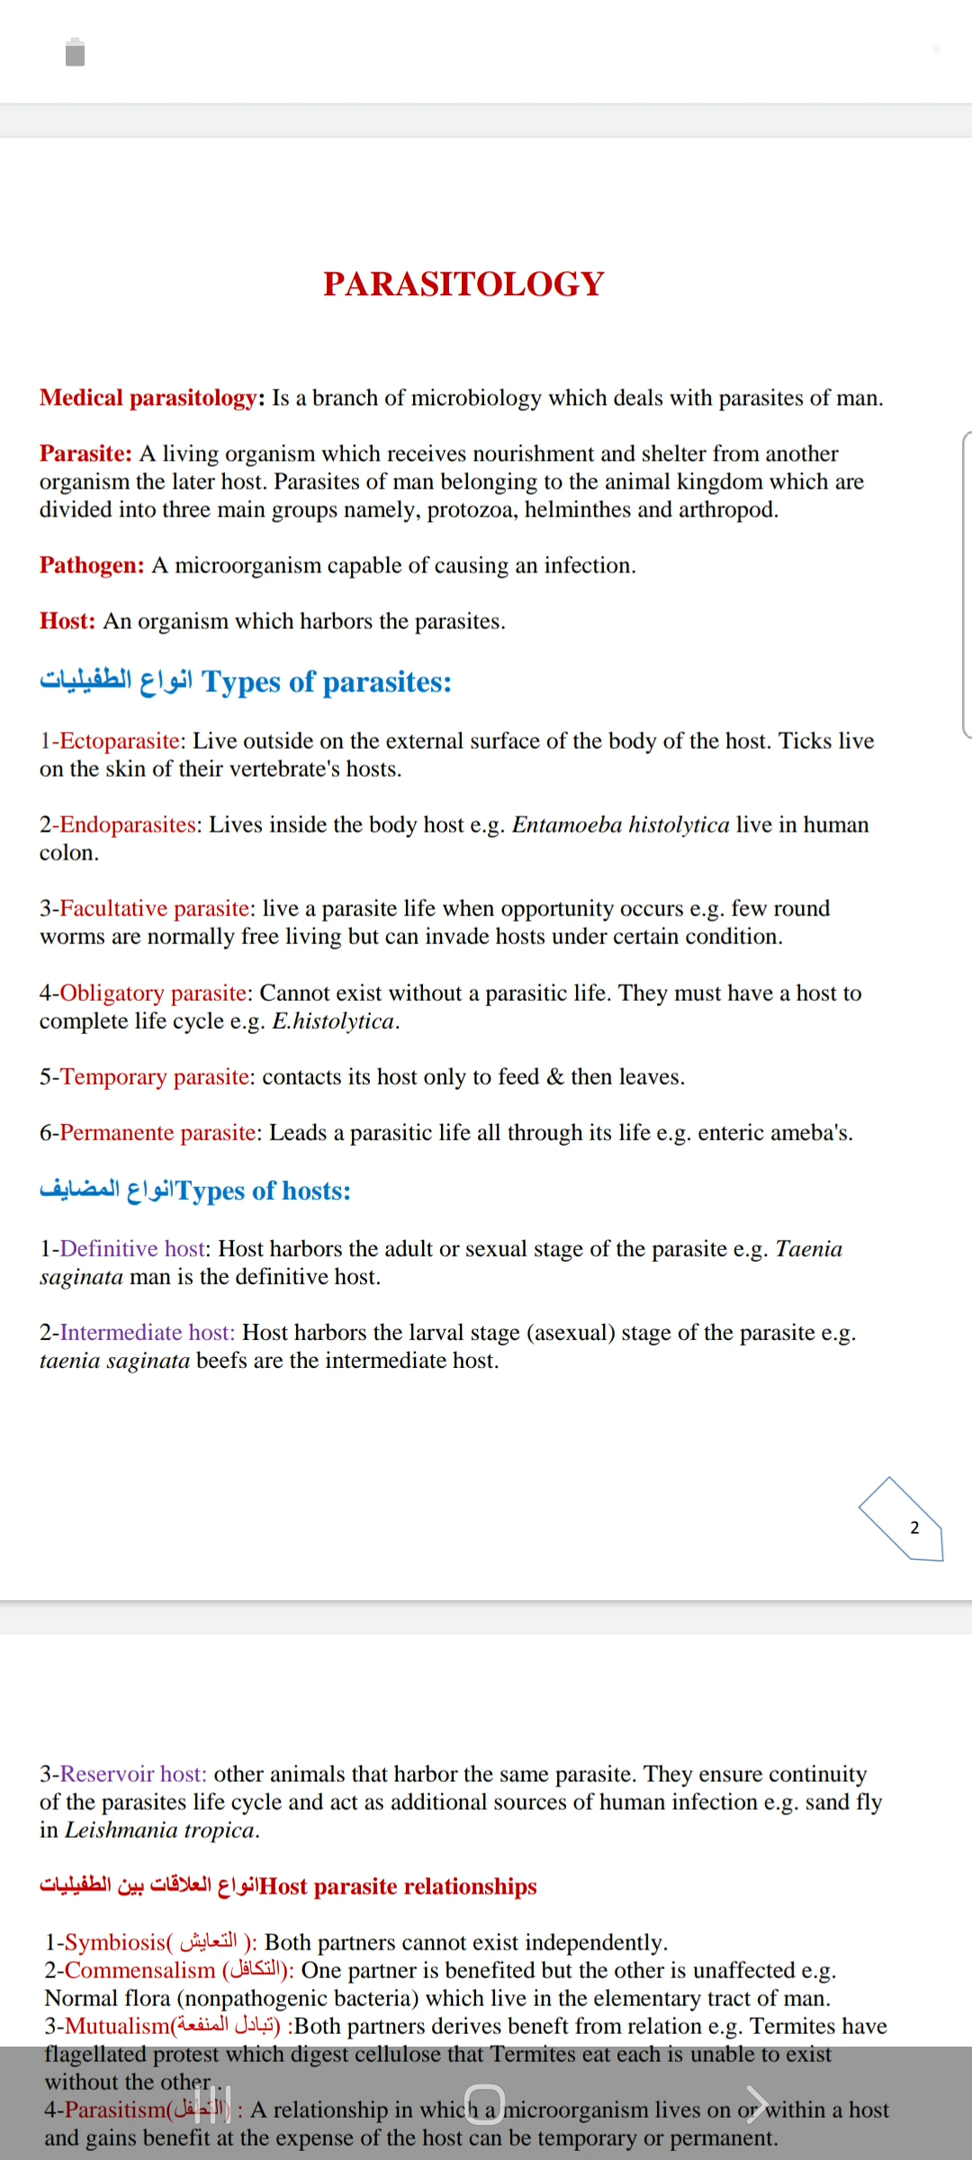 PARASITOLOGY
Medical parasitology: Is a branch of microbiology which deals with parasites of man.
Parasite: A living organism which receives nourishment and shelter from another
organism the later host. Parasites of man belonging to the animal kingdom which are
divided into three main groups namely, protozoa, helminthes and arthropod.
Pathogen: A microorganism capable of causing an infection.
Host: An organism which harbors the parasites.
انواع الطفيليات Types of parasites:
1-Ectoparasite: Live outside on the external surface of the body of the host. Ticks live
on the skin of their vertebrate's hosts.
2-Endoparasites: Lives inside the body host e.g. Entamoeba histolytica live in human
colon.
3-Facultative parasite: live a parasite life when opportunity occurs e.g. few round
worms are normally free living but can invade hosts under certain condition.
4-Obligatory parasite: Cannot exist without a parasitic life. They must have a host to
complete life cycle e.g. E.histolytica.
5-Temporary parasite: contacts its host only to feed & then leaves.
6-Permanente parasite: Leads a parasitic life all through its life e.g. enteric ameba's.
انواع المضايفTypes of hosts:
1-Definitive host: Host harbors the adult or sexual stage of the parasite e.g. Taenia
saginata man is the definitive host.
2-Intermediate host: Host harbors the larval stage (asexual) stage of the parasite e.g.
taenia saginata beefs are the intermediate host.
2
3-Reservoir host: other animals that harbor the same parasite. They ensure continuity
of the parasites life cycle and act as additional sources of human infection e.g. sand fly
in Leishmania tropica.
انواع العلاقات بين الطفيلياتHost parasite relationships
1-Symbiosis( التعايش ): Both partners cannot exist independently.
2-Commensalism (التكافل): One partner is benefited but the other is unaffected e.g.
Normal flora (nonpathogenic bacteria) which live in the elementary tract of man.
3-Mutualism(تبادل المنفعة) :Both partners derives beneft from relation e.g. Termites have
flagellated protest which digest cellulose that Termites eat each is unable to exist
without the other..
4-Parasitism(التطفل) : A relationship in which a microorganism lives on or within a host
and gains benefit at the expense of the host can be temporary or permanent.